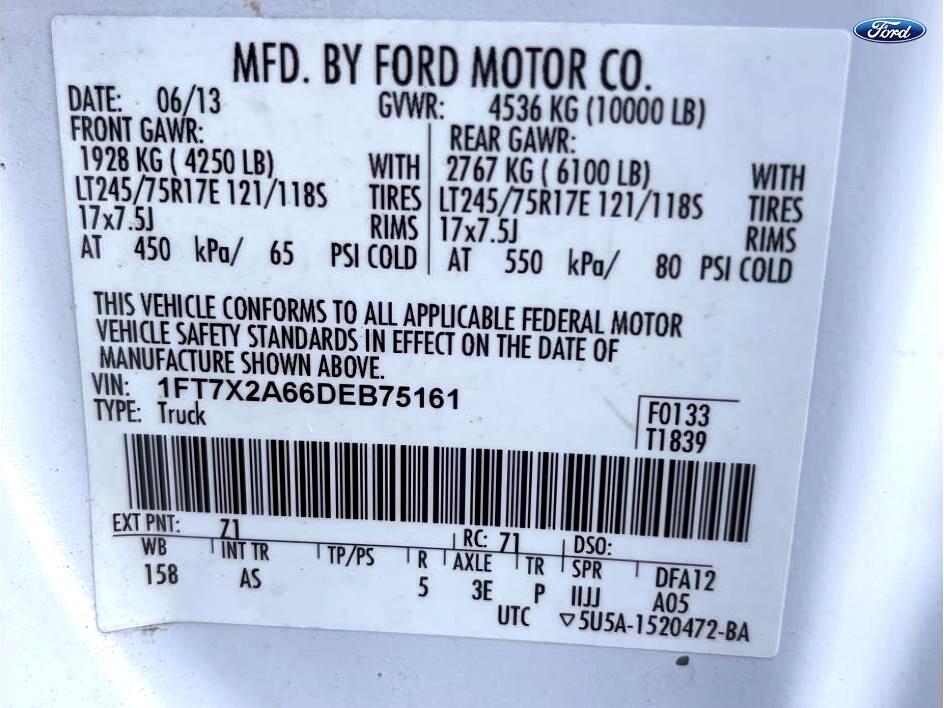 Ford
MFD. BY FORD MOTOR CO.
DATE: 06/13 GVWR: 4536 KG (10000 LB)
FRONT GAWR: REAR GAWR:
1928 KG ( 4250 LB) WITH 2767 KG ( 6100 LB) WITH
LT245/75R17E 121/118S TIRES LT245/75R17E 121/118S TIRES
17x7.5J RIMS 17x7.5J RIMS
AT 450 kPa/ 65 PSI COLD AT 550 kPa/ 80 PSI COLD
THIS VEHICLE CONFORMS TO ALL APPLICABLE FEDERAL MOTOR
VEHICLE SAFETY STANDARDS IN EFFECT ON THE DATE OF
MANUFACTURE SHOWN ABOVE.
VIN: 1FT7X2A66DEB75161
TYPE: Truck
F0133
T1839
EXT PNT: Z1 RC: 71 DSO:
WB INT TR TP/PS R AXLE TR SPR DFA12
158 AS 5 3E P IIJJ A05
UTC ▽5U5A-1520472-BA